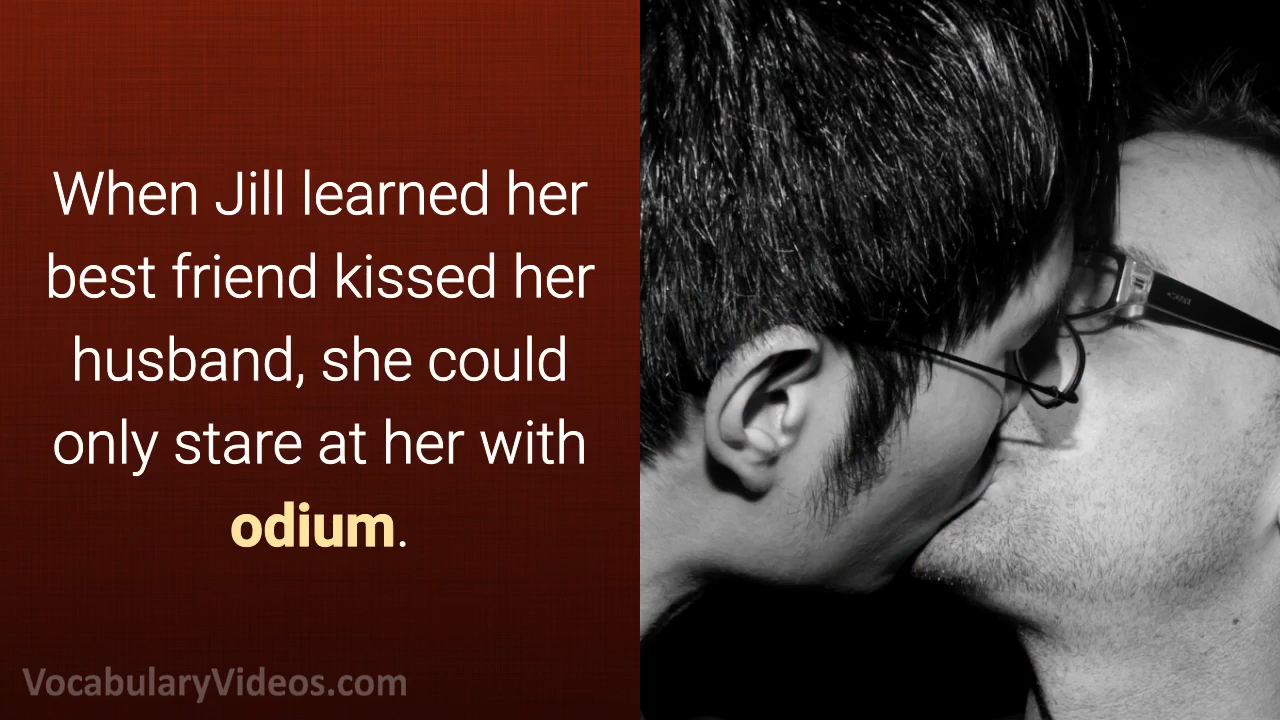 When Jill learned her
best friend kissed her
husband, she could
only stare at her with
odium.
VocabularyVideos.com